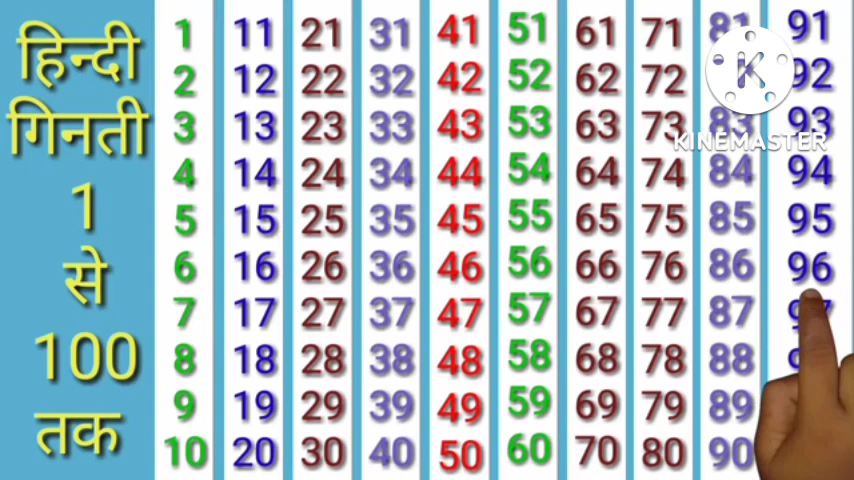 हिन्दी
गिनती
1
से
100
तक
1 11 21 31 41 51 61 71 81 91
2 12 22 32 42 52 62 72 92
3 13 23 33 43 53 63 73 83 93
4 14 24 34 44 54 64 74 84 94
5 15 25 35 45 55 65 75 85 95
6 16 26 36 46 56 66 76 86 96
7 17 27 37 47 57 67 77 87 97
8 18 28 38 48 58 68 78 88
9 19 29 39 49 59 69 79 89
10 20 30 40 50 60 70 80 90
K
KINEMASTER